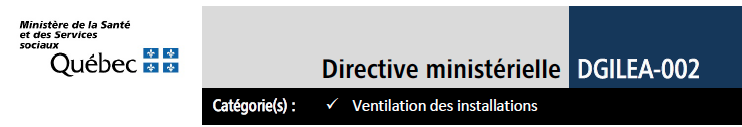 Ministère de la Santé
et des Services
sociaux
Québec
Directive ministérielle DGILEA-002
Catégorie(s) : ✓ Ventilation des installations